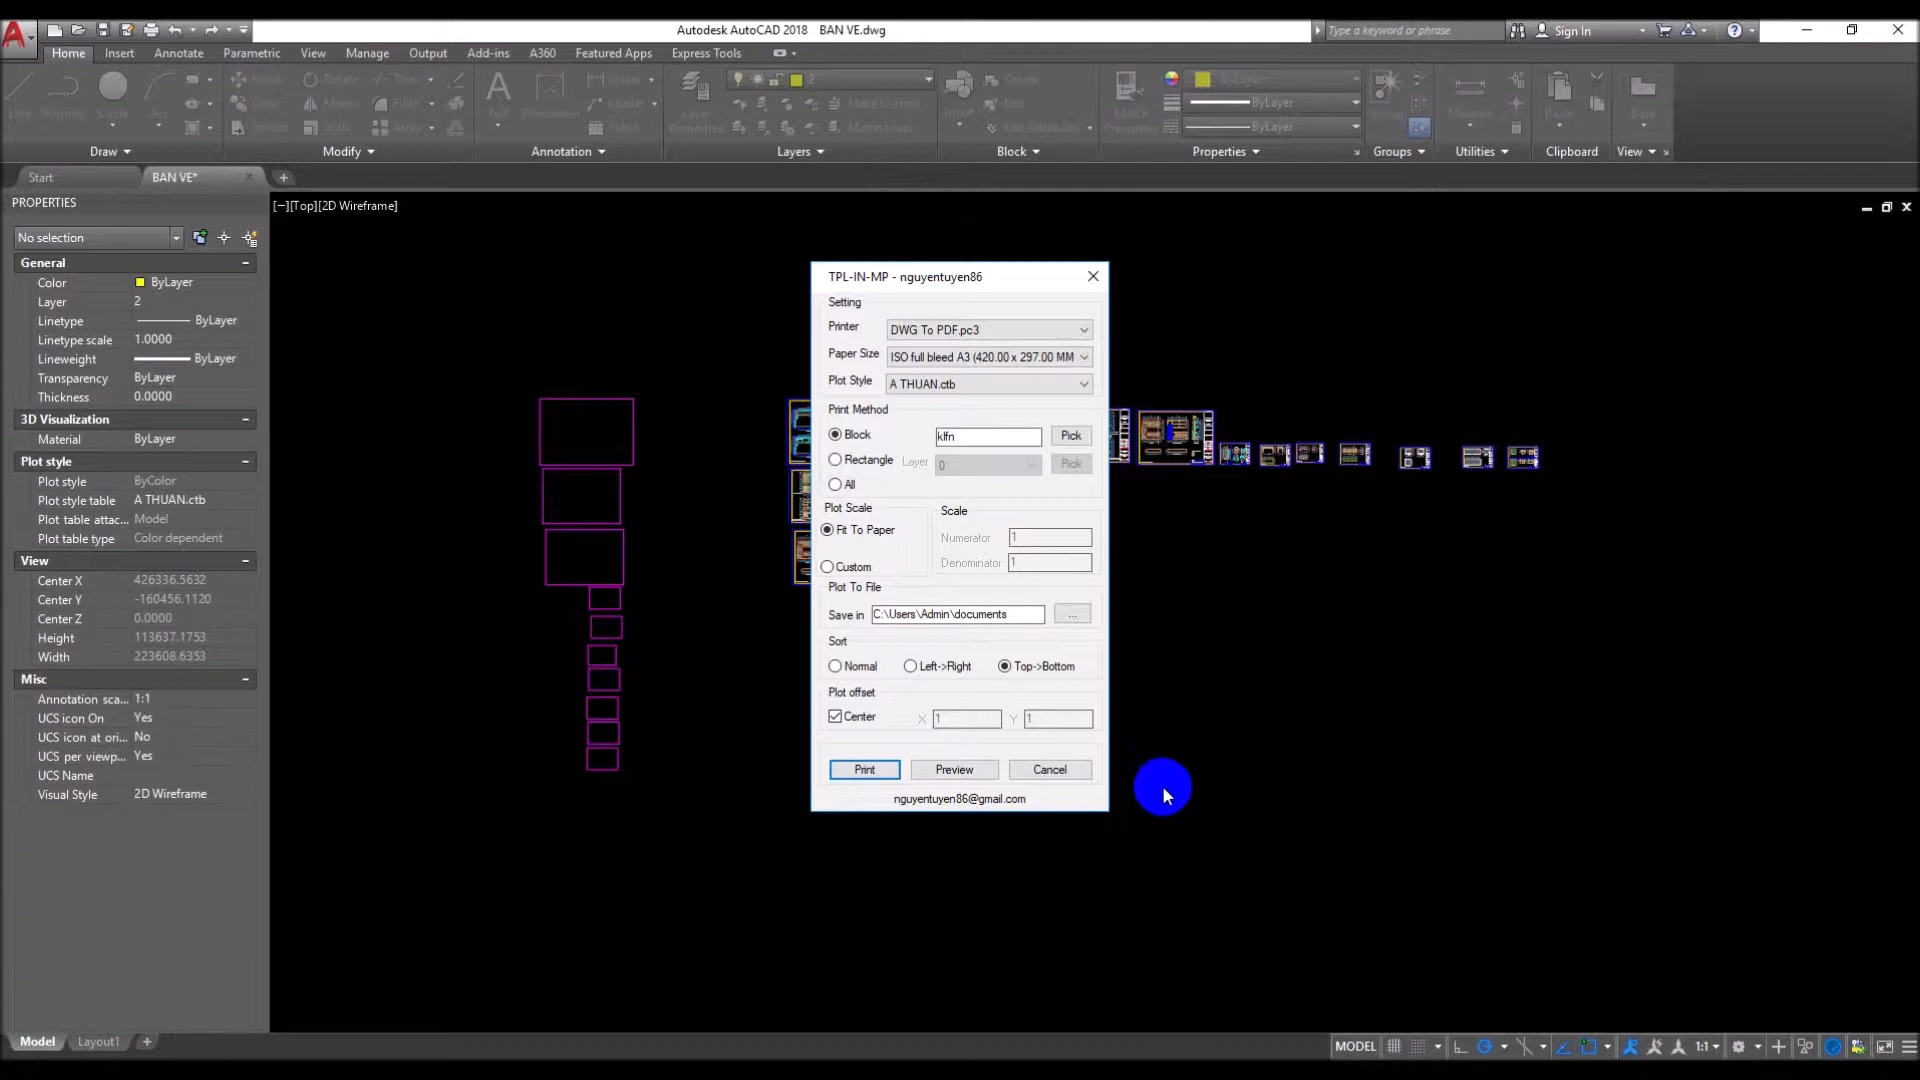 Autodesk AutoCAD 2018 BAN VE.dwg
Type a keyword or phrase
Sign In
Home Insert Annotate Parametric View Manage Output Add-ins A360 Featured Apps Express Tools
2
Make Current
Create
Edit
Edit Attributes
ByLayer
ByLayer
Draw Modify Annotation Layers Block Properties Groups Utilities Clipboard View
Start BAN VE*
PROPERTIES
[−][Top][2D Wireframe]
No selection
General
Color ByLayer
Layer 2
Linetype ByLayer
Linetype scale 1.0000
Lineweight ByLayer
Transparency ByLayer
Thickness 0.0000
3D Visualization
Material ByLayer
Plot style
Plot style ByColor
Plot style table A THUAN.ctb
Plot table attac... Model
Plot table type Color dependent
View
Center X 426336.5632
Center Y -160456.1120
Center Z 0.0000
Height 113637.1753
Width 223608.6353
Misc
Annotation sca... 1:1
UCS icon On Yes
UCS icon at ori... No
UCS per viewp... Yes
UCS Name
Visual Style 2D Wireframe
TPL-IN-MP - nguyentuyen86
Setting
Printer DWG To PDF.pc3
Paper Size ISO full bleed A3 (420.00 x 297.00 MM
Plot Style A THUAN.ctb
Print Method
Block klfn Pick
Rectangle Layer 0 Pick
All
Plot Scale Scale
Fit To Paper
Numerator 1
Custom Denominator 1
Plot To File
Save in C:\Users\Admin\documents ...
Sort
Normal Left->Right Top->Bottom
Plot offset
Center X 1 Y 1
Print Preview Cancel
nguyentuyen86@gmail.com
Model Layout1
MODEL 1:1